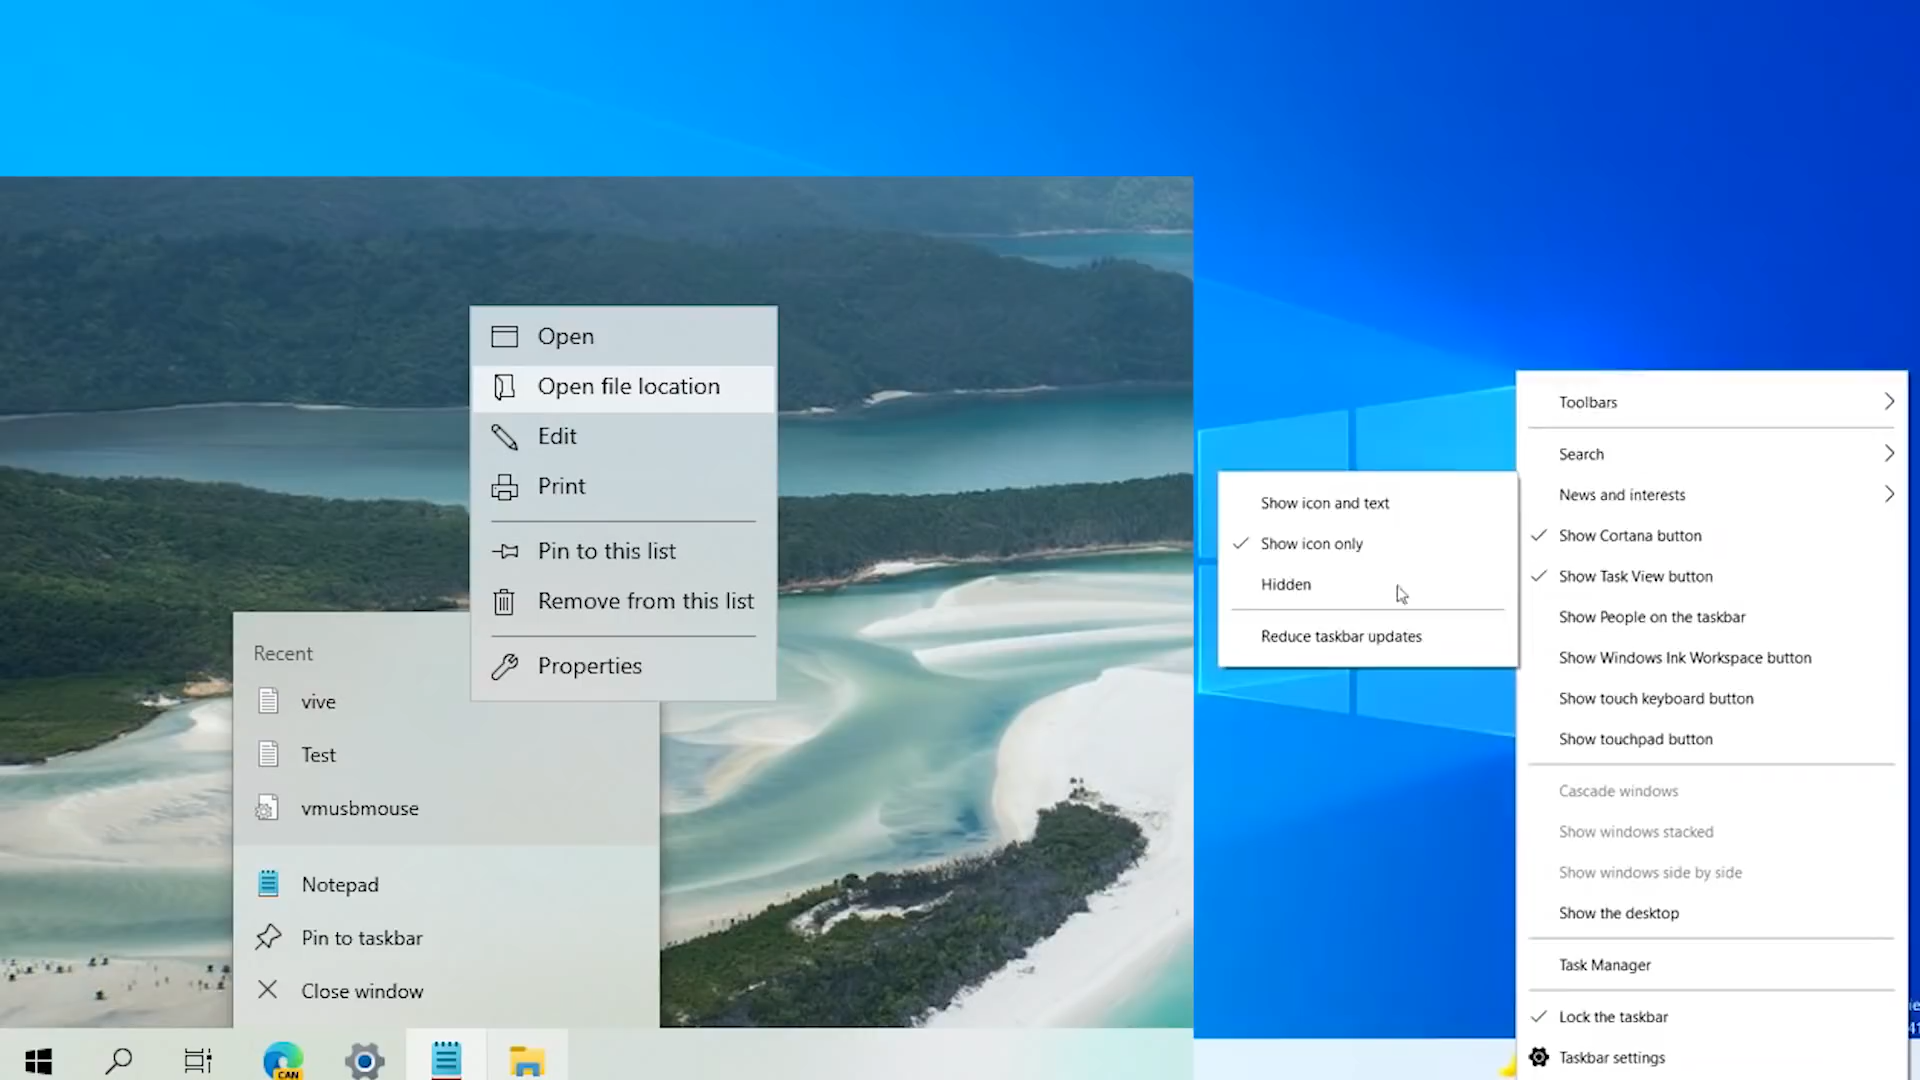 Open
Open file location
Edit
Print
Pin to this list
Remove from this list
Properties
Recent
vive
Test
vmusbmouse
Notepad
Pin to taskbar
Close window
CAN
Show icon and text
Show icon only
Hidden
Reduce taskbar updates
Toolbars
Search
News and interests
Show Cortana button
Show Task View button
Show People on the taskbar
Show Windows Ink Workspace button
Show touch keyboard button
Show touchpad button
Cascade windows
Show windows stacked
Show windows side by side
Show the desktop
Task Manager
Lock the taskbar
Taskbar settings